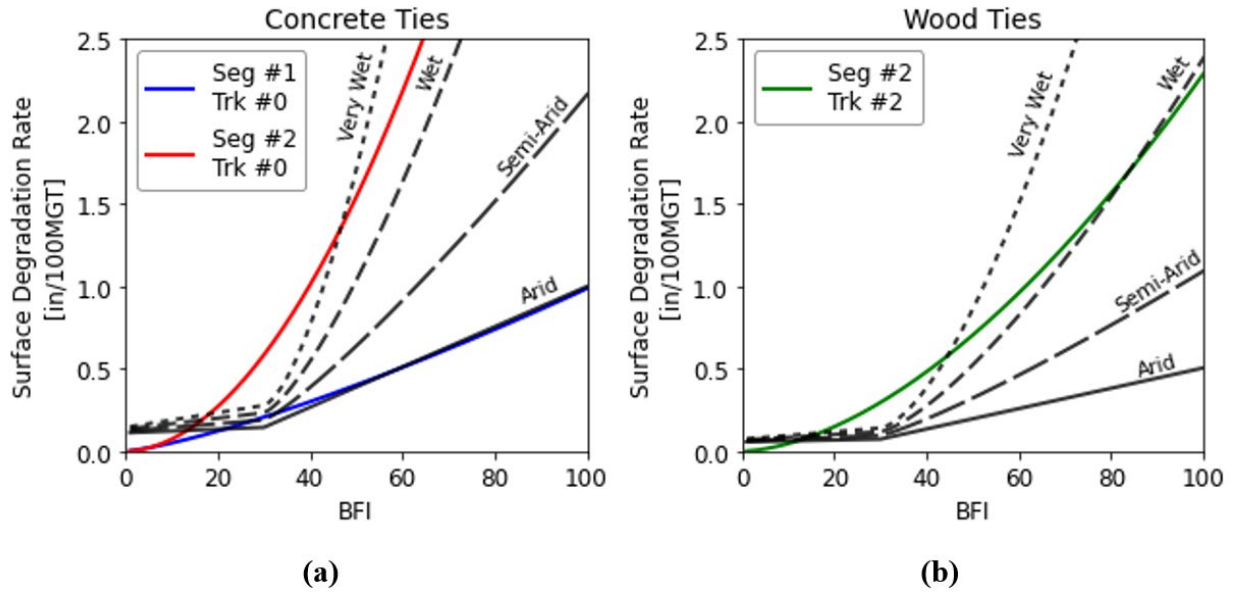 Concrete Ties
Surface Degradation Rate
[in/100MGT]
2.5
2.0
1.5
1.0
0.5
0.0
Seg #1
Trk #0
Seg #2
Trk #0
Very Wet
Wet
Semi-Arid
Arid
0 20 40 60 80 100
BFI
(a)
Wood Ties
Surface Degradation Rate
[in/100MGT]
2.5
2.0
1.5
1.0
0.5
0.0
Seg #2
Trk #2
Very Wet
Wet
Semi-Arid
Arid
0 20 40 60 80 100
BFI
(b)